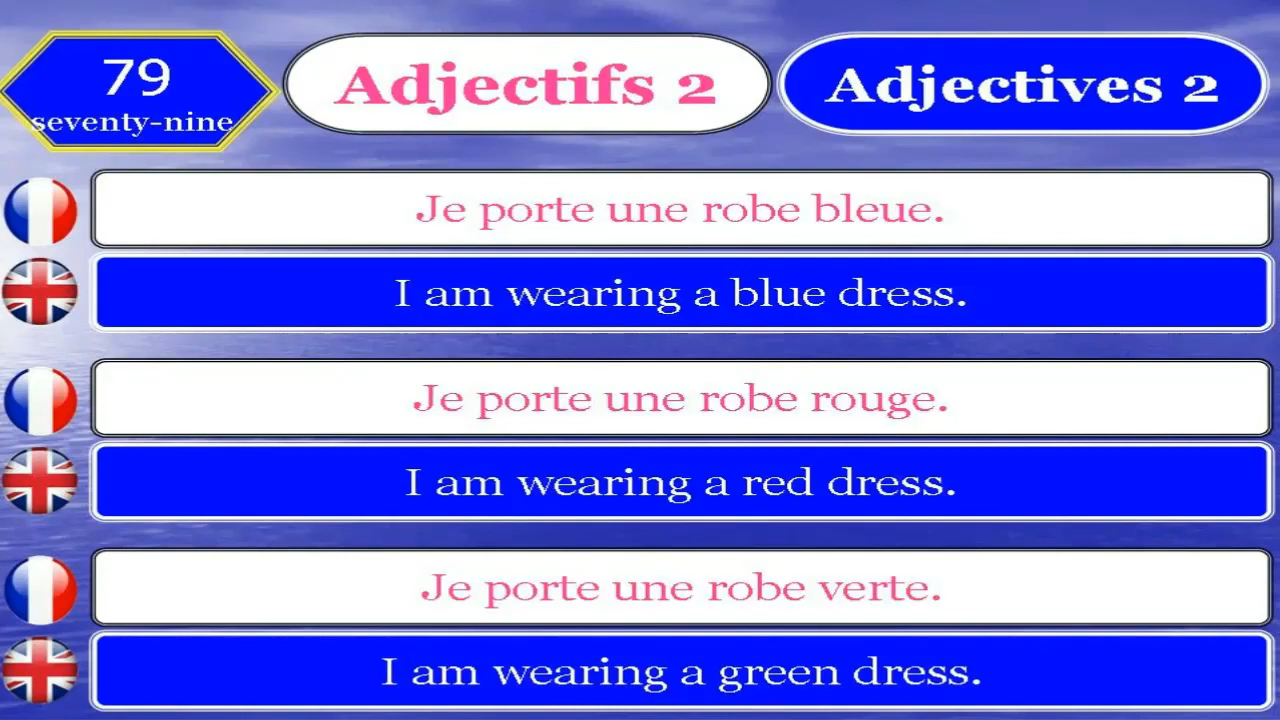 79
seventy-nine
Adjectifs 2
Adjectives 2
Je porte une robe bleue.
I am wearing a blue dress.
Je porte une robe rouge.
I am wearing a red dress.
Je porte une robe verte.
I am wearing a green dress.